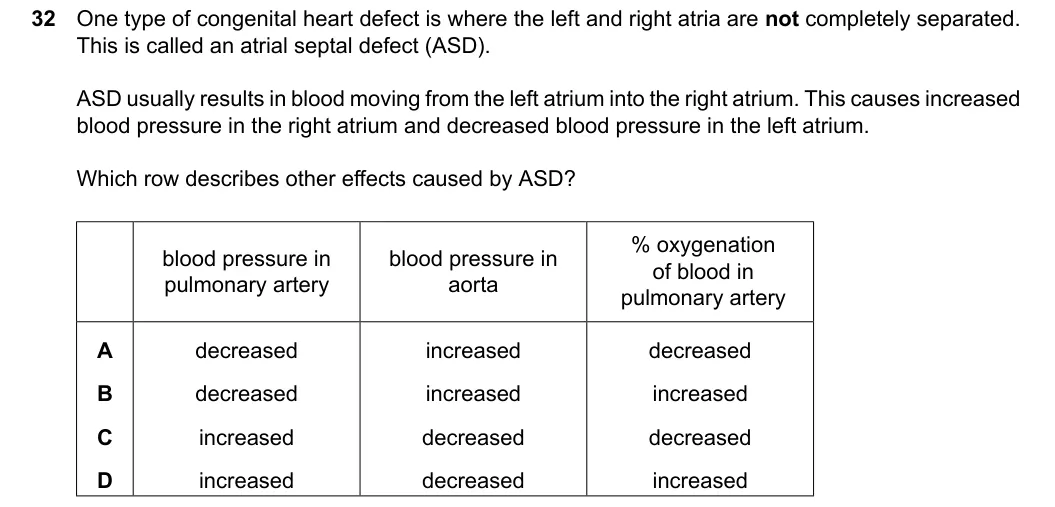 32 One type of congenital heart defect is where the left and right atria are not completely separated.
This is called an atrial septal defect (ASD).
ASD usually results in blood moving from the left atrium into the right atrium. This causes increased
blood pressure in the right atrium and decreased blood pressure in the left atrium.
Which row describes other effects caused by ASD?
blood pressure in
pulmonary artery
blood pressure in
aorta
% oxygenation
of blood in
pulmonary artery
A decreased increased decreased
B decreased increased increased
C increased decreased decreased
D increased decreased increased